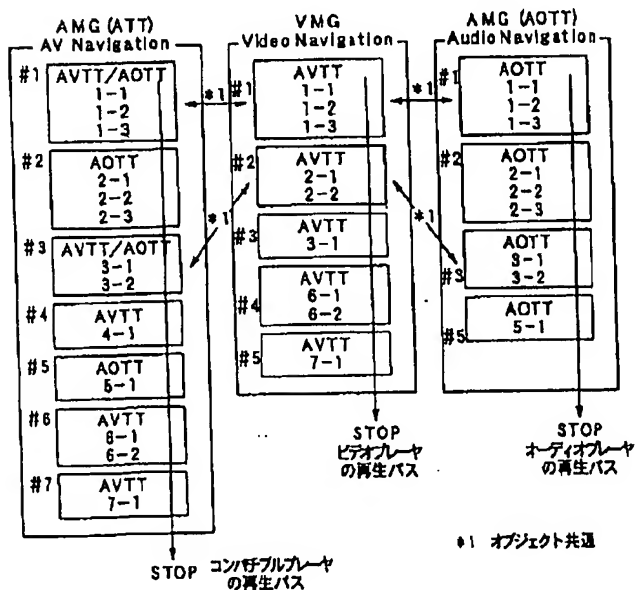 AMG (ATT)
AV Navigation
#1 AVTT/AOTT
1-1
1-2
1-3
#2 AOTT
2-1
2-2
2-3
#3 AVTT/AOTT
3-1
3-2
#4 AVTT
4-1
#5 AOTT
5-1
#6 AVTT
6-1
6-2
#7 AVTT
7-1
STOP コンパチブルプレーヤ
の再生パス
*1
*1
VMG
Video Navigation
#1 AVTT
1-1
1-2
1-3
#2 AVTT
2-1
2-2
#3 AVTT
3-1
#4 AVTT
6-1
6-2
#5 AVTT
7-1
STOP
ビデオプレーヤ
の再生パス
*1
*1
AMG (AOTT)
Audio Navigation
#1 AOTT
1-1
1-2
1-3
#2 AOTT
2-1
2-2
2-3
#3 AOTT
3-1
3-2
#5 AOTT
5-1
STOP
オーディオプレーヤ
の再生パス
*1 オブジェクト共通